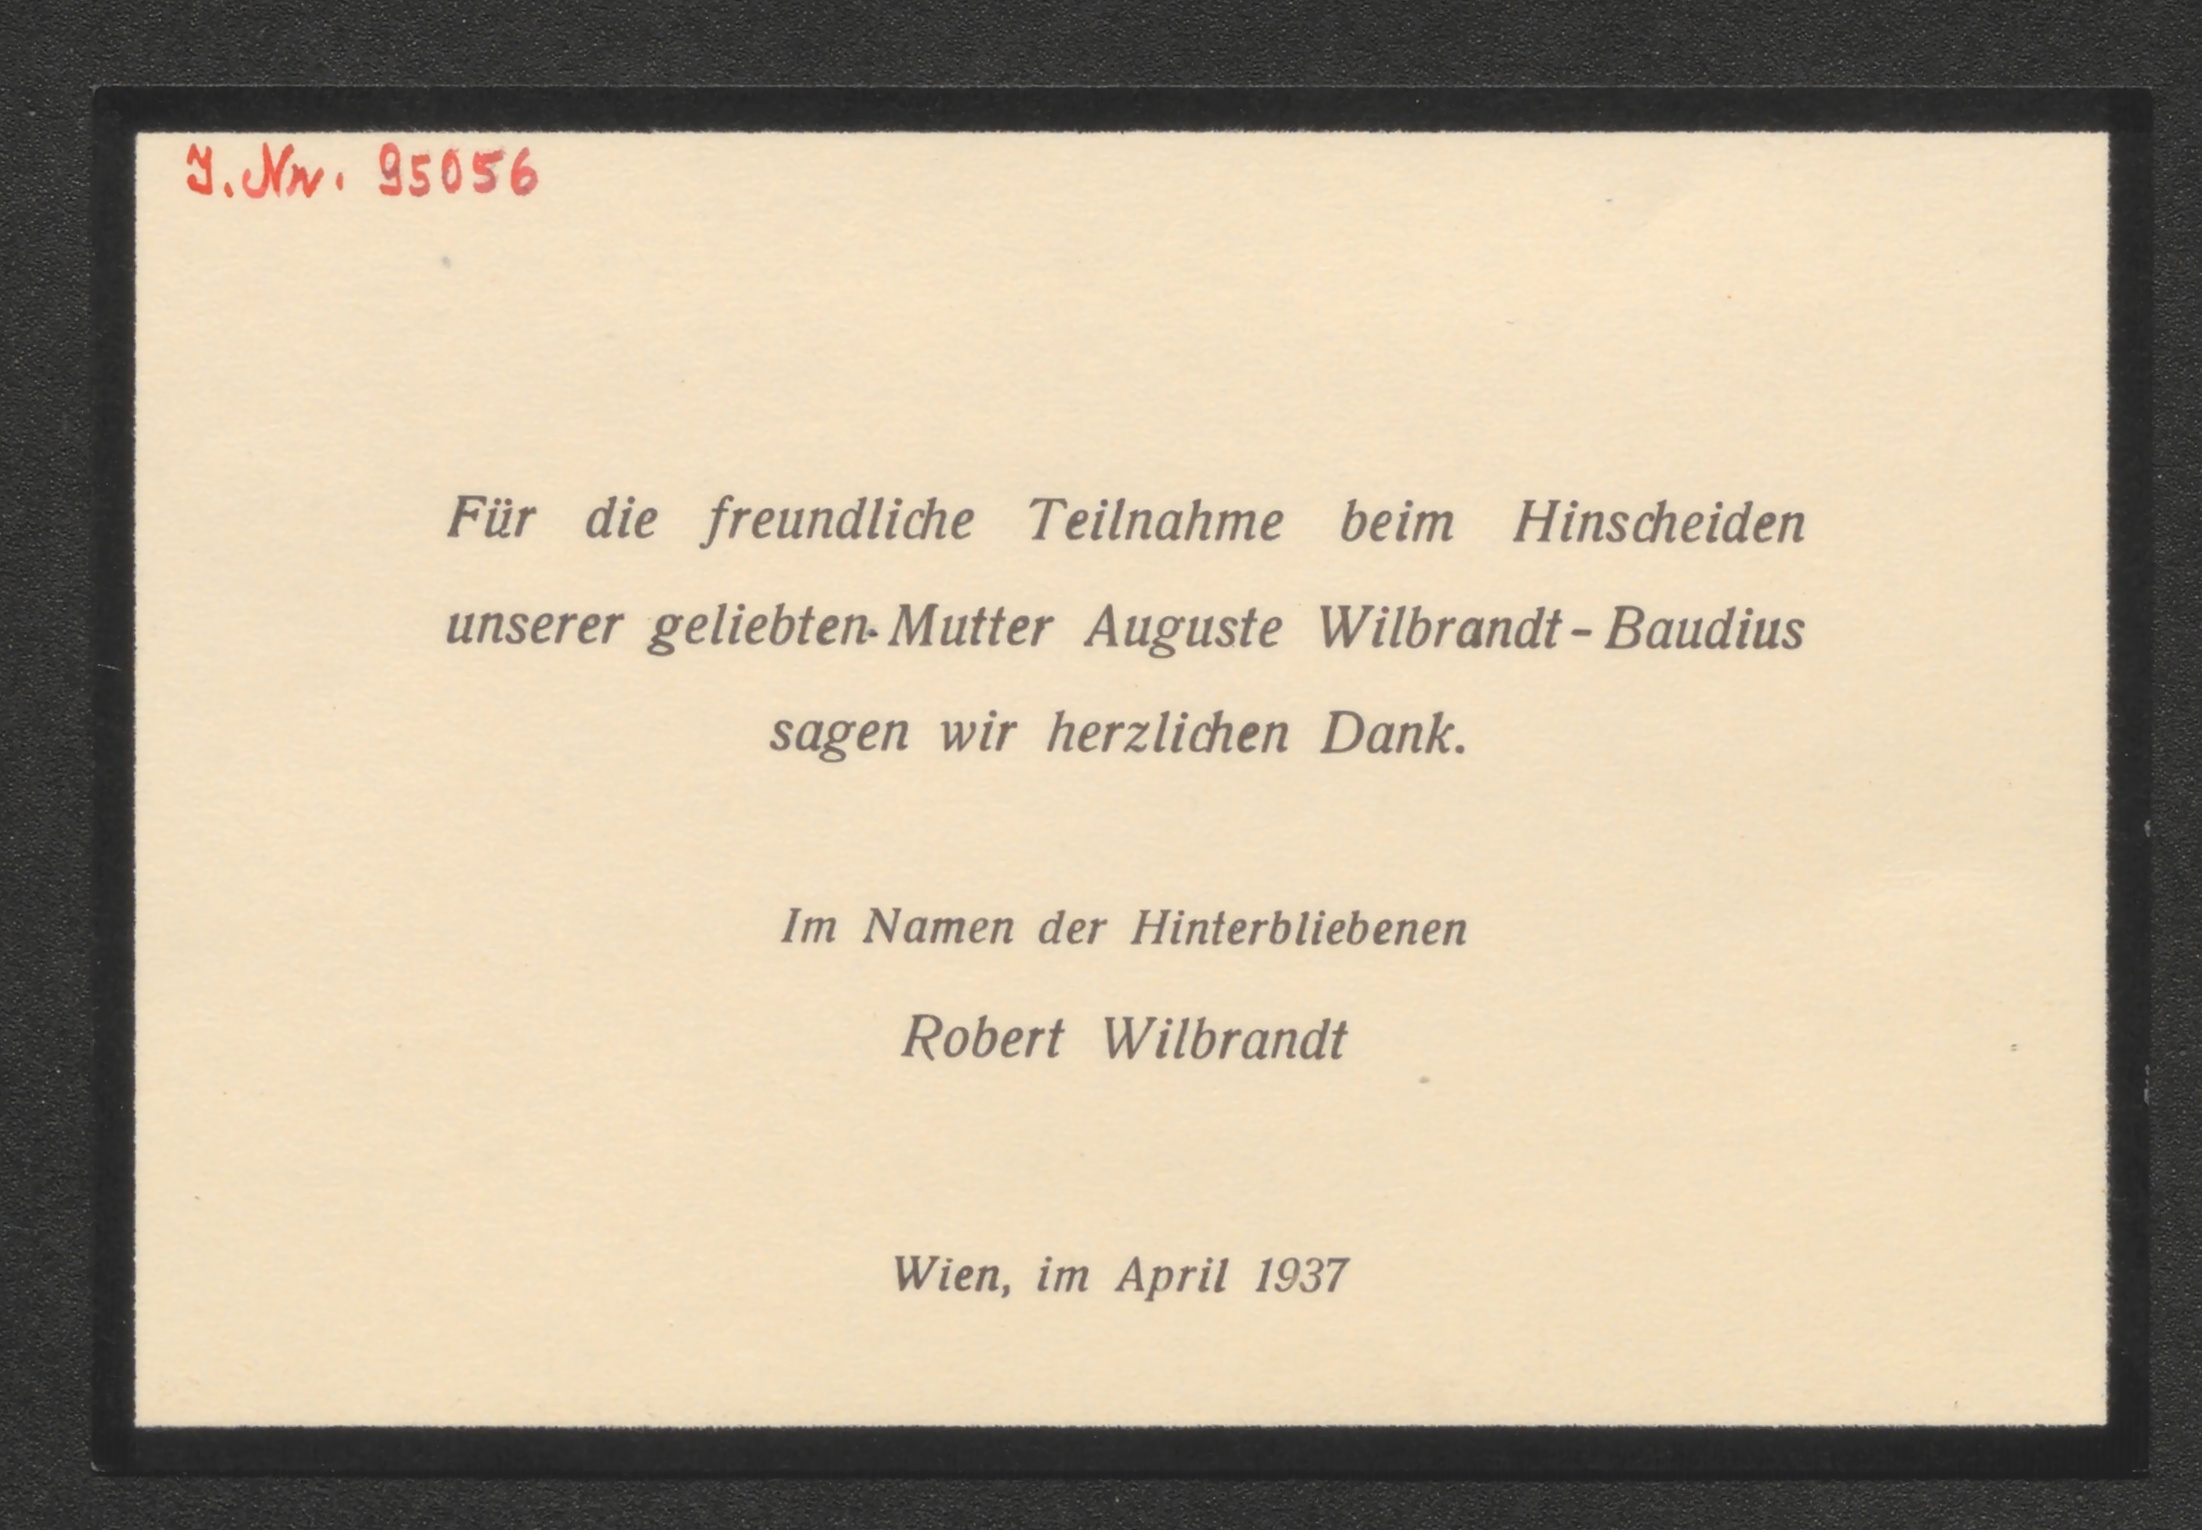 J. Nr. 95056
Für die freundliche Teilnahme beim Hinscheiden
unserer geliebten Mutter Auguste Wilbrandt-Baudius
sagen wir herzlichen Dank.
Im Namen der Hinterbliebenen
Robert Wilbrandt
Wien, im April 1937